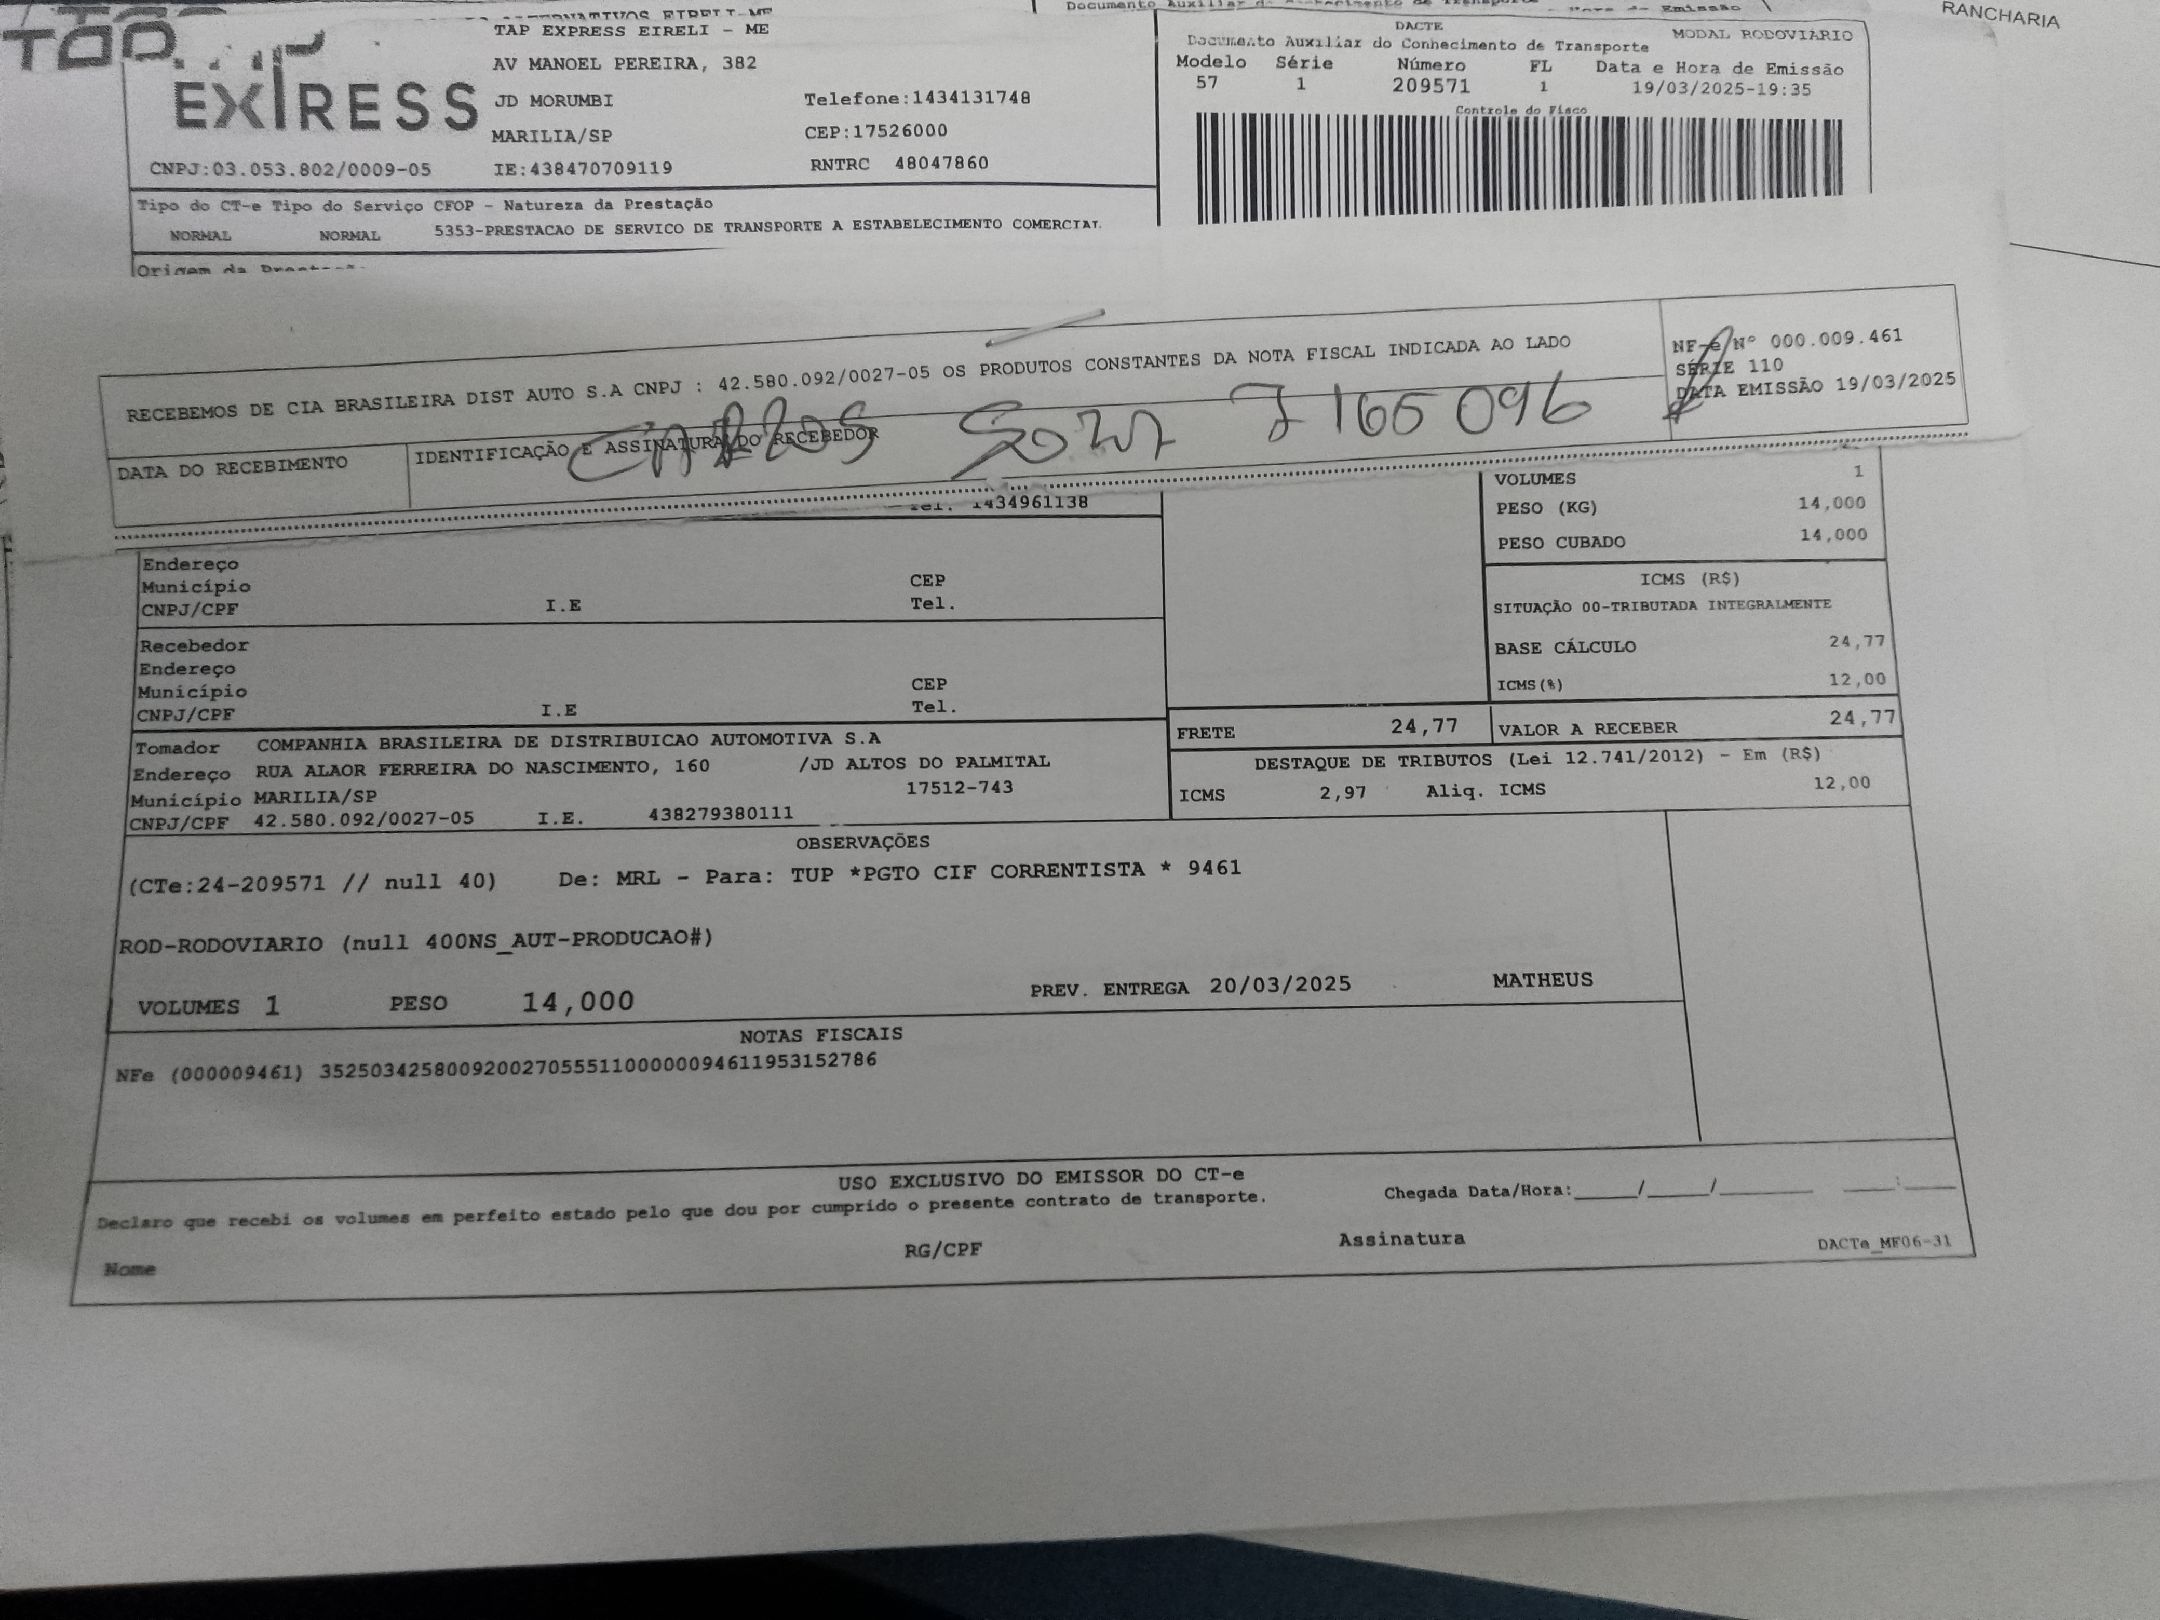 RANCHARIA
TAP
EXPRESS
TAP EXPRESS EIRELI - ME
AV MANOEL PEREIRA, 382
JD MORUMBI Telefone:1434131748
MARILIA/SP CEP:17526000
CNPJ:03.053.802/0009-05 IE:438470709119 RNTRC 48047860
DACTE
Documento Auxiliar do Conhecimento de Transporte MODAL RODOVIÁRIO
Modelo Série Número FL Data e Hora de Emissão
57 1 209571 1 19/03/2025-19:35
Controle do Fisco
Tipo do CT-e Tipo do Serviço CFOP - Natureza da Prestação
NORMAL NORMAL 5353-PRESTACAO DE SERVICO DE TRANSPORTE A ESTABELECIMENTO COMERCIAL
Origem da
RECEBEMOS DE CIA BRASILEIRA DIST AUTO S.A CNPJ : 42.580.092/0027-05 OS PRODUTOS CONSTANTES DA NOTA FISCAL INDICADA AO LADO
NF-e Nº 000.009.461
SÉRIE 110
DATA EMISSÃO 19/03/2025
DATA DO RECEBIMENTO IDENTIFICAÇÃO E ASSINATURA DO RECEBEDOR
CARLOS 7165096
Tel. 1434961138
VOLUMES 1
PESO (KG) 14,000
PESO CUBADO 14,000
Endereço
Município CEP
CNPJ/CPF I.E Tel.
ICMS (R$)
SITUAÇÃO 00-TRIBUTADA INTEGRALMENTE
BASE CÁLCULO 24,77
ICMS(%) 12,00
Recebedor
Endereço
Município CEP
CNPJ/CPF I.E Tel.
FRETE 24,77 VALOR A RECEBER 24,77
Tomador COMPANHIA BRASILEIRA DE DISTRIBUICAO AUTOMOTIVA S.A
Endereço RUA ALAOR FERREIRA DO NASCIMENTO, 160 /JD ALTOS DO PALMITAL
Município MARILIA/SP 17512-743
CNPJ/CPF 42.580.092/0027-05 I.E. 438279380111
DESTAQUE DE TRIBUTOS (Lei 12.741/2012) - Em (R$)
ICMS 2,97 Aliq. ICMS 12,00
OBSERVAÇÕES
(CTe:24-209571 // null 40) De: MRL - Para: TUP *PGTO CIF CORRENTISTA * 9461
ROD-RODOVIARIO (null 400NS_AUT-PRODUCAO#)
VOLUMES 1 PESO 14,000 PREV. ENTREGA 20/03/2025 MATHEUS
NOTAS FISCAIS
NFe (000009461) 35250342580092002705551100000094611953152786
USO EXCLUSIVO DO EMISSOR DO CT-e
Declaro que recebi os volumes em perfeito estado pelo que dou por cumprido o presente contrato de transporte. Chegada Data/Hora:_____/_____/_______ ____:____
Nome RG/CPF Assinatura DACTe_MF06-31